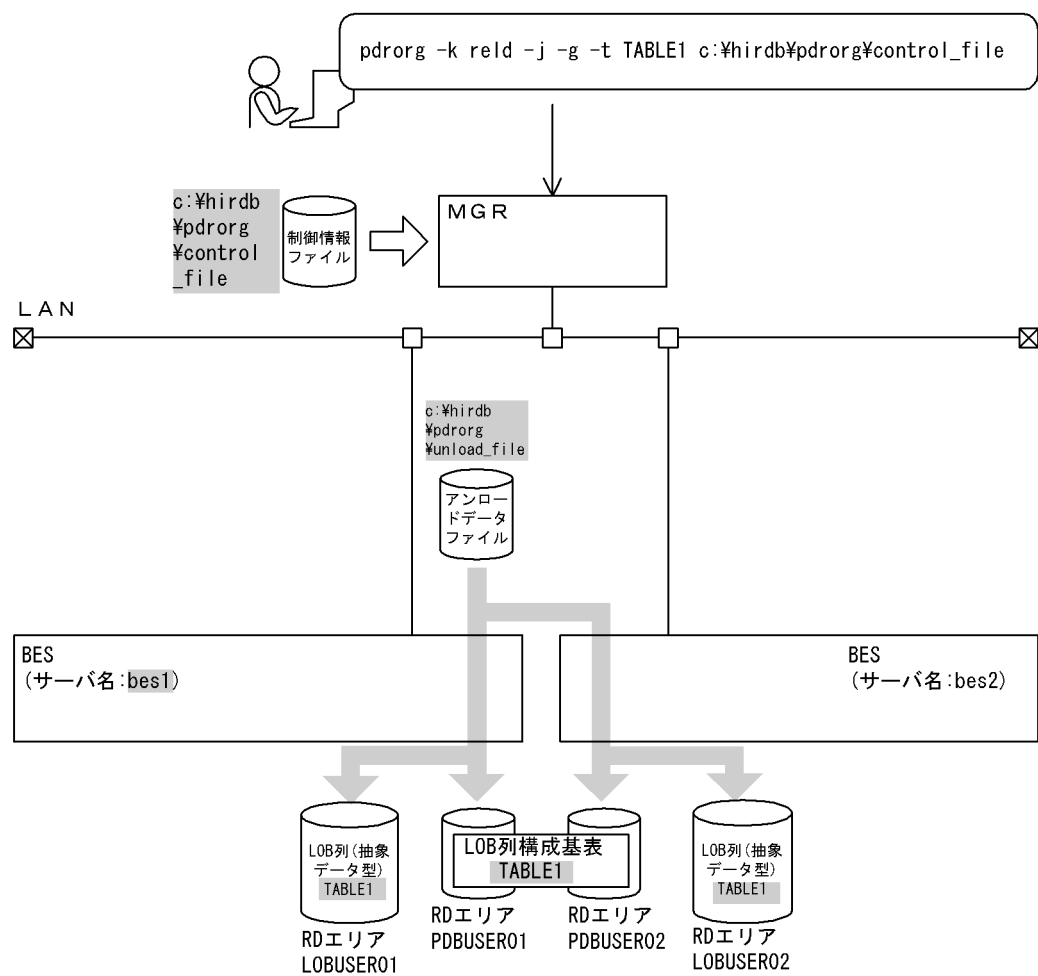 pdrorg -k reld -j -g -t TABLE1 c:¥hirdb¥pdrorg¥control_file
c:¥hirdb
¥pdrorg
¥control
_file
制御情報
ファイル
MGR
LAN
c:¥hirdb
¥pdrorg
¥unload_file
アンロー
ドデータ
ファイル
BES
(サーバ名:bes1)
BES
(サーバ名:bes2)
LOB列(抽象
データ型)
TABLE1
RDエリア
LOBUSER01
LOB列構成基表
TABLE1
RDエリア
PDBUSER01
RDエリア
PDBUSER02
LOB列(抽象
データ型)
TABLE1
RDエリア
LOBUSER02